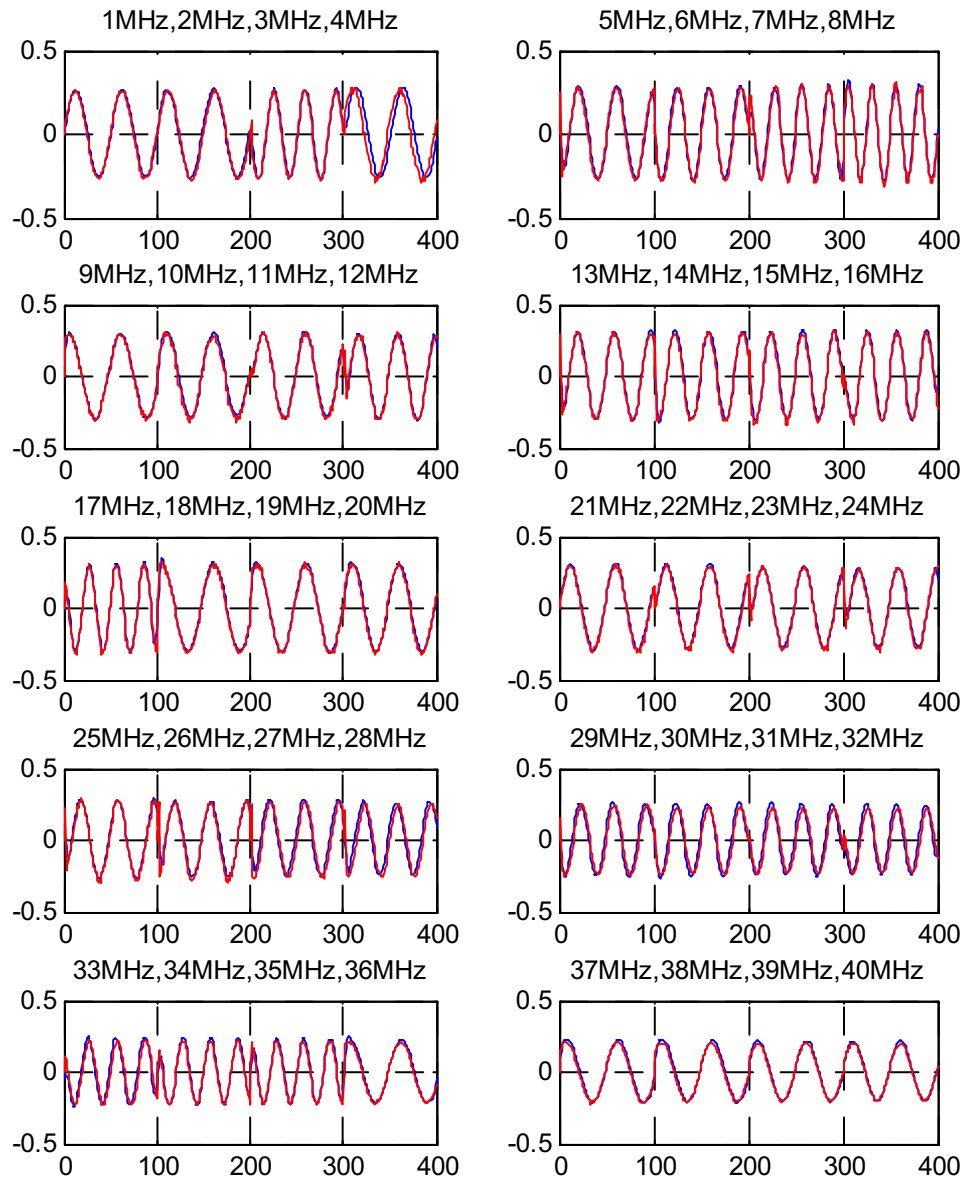 1MHz,2MHz,3MHz,4MHz
0.5
0
-0.5
0 100 200 300 400
5MHz,6MHz,7MHz,8MHz
0.5
0
-0.5
0 100 200 300 400
9MHz,10MHz,11MHz,12MHz
0.5
0
-0.5
0 100 200 300 400
13MHz,14MHz,15MHz,16MHz
0.5
0
-0.5
0 100 200 300 400
17MHz,18MHz,19MHz,20MHz
0.5
0
-0.5
0 100 200 300 400
21MHz,22MHz,23MHz,24MHz
0.5
0
-0.5
0 100 200 300 400
25MHz,26MHz,27MHz,28MHz
0.5
0
-0.5
0 100 200 300 400
29MHz,30MHz,31MHz,32MHz
0.5
0
-0.5
0 100 200 300 400
33MHz,34MHz,35MHz,36MHz
0.5
0
-0.5
0 100 200 300 400
37MHz,38MHz,39MHz,40MHz
0.5
0
-0.5
0 100 200 300 400